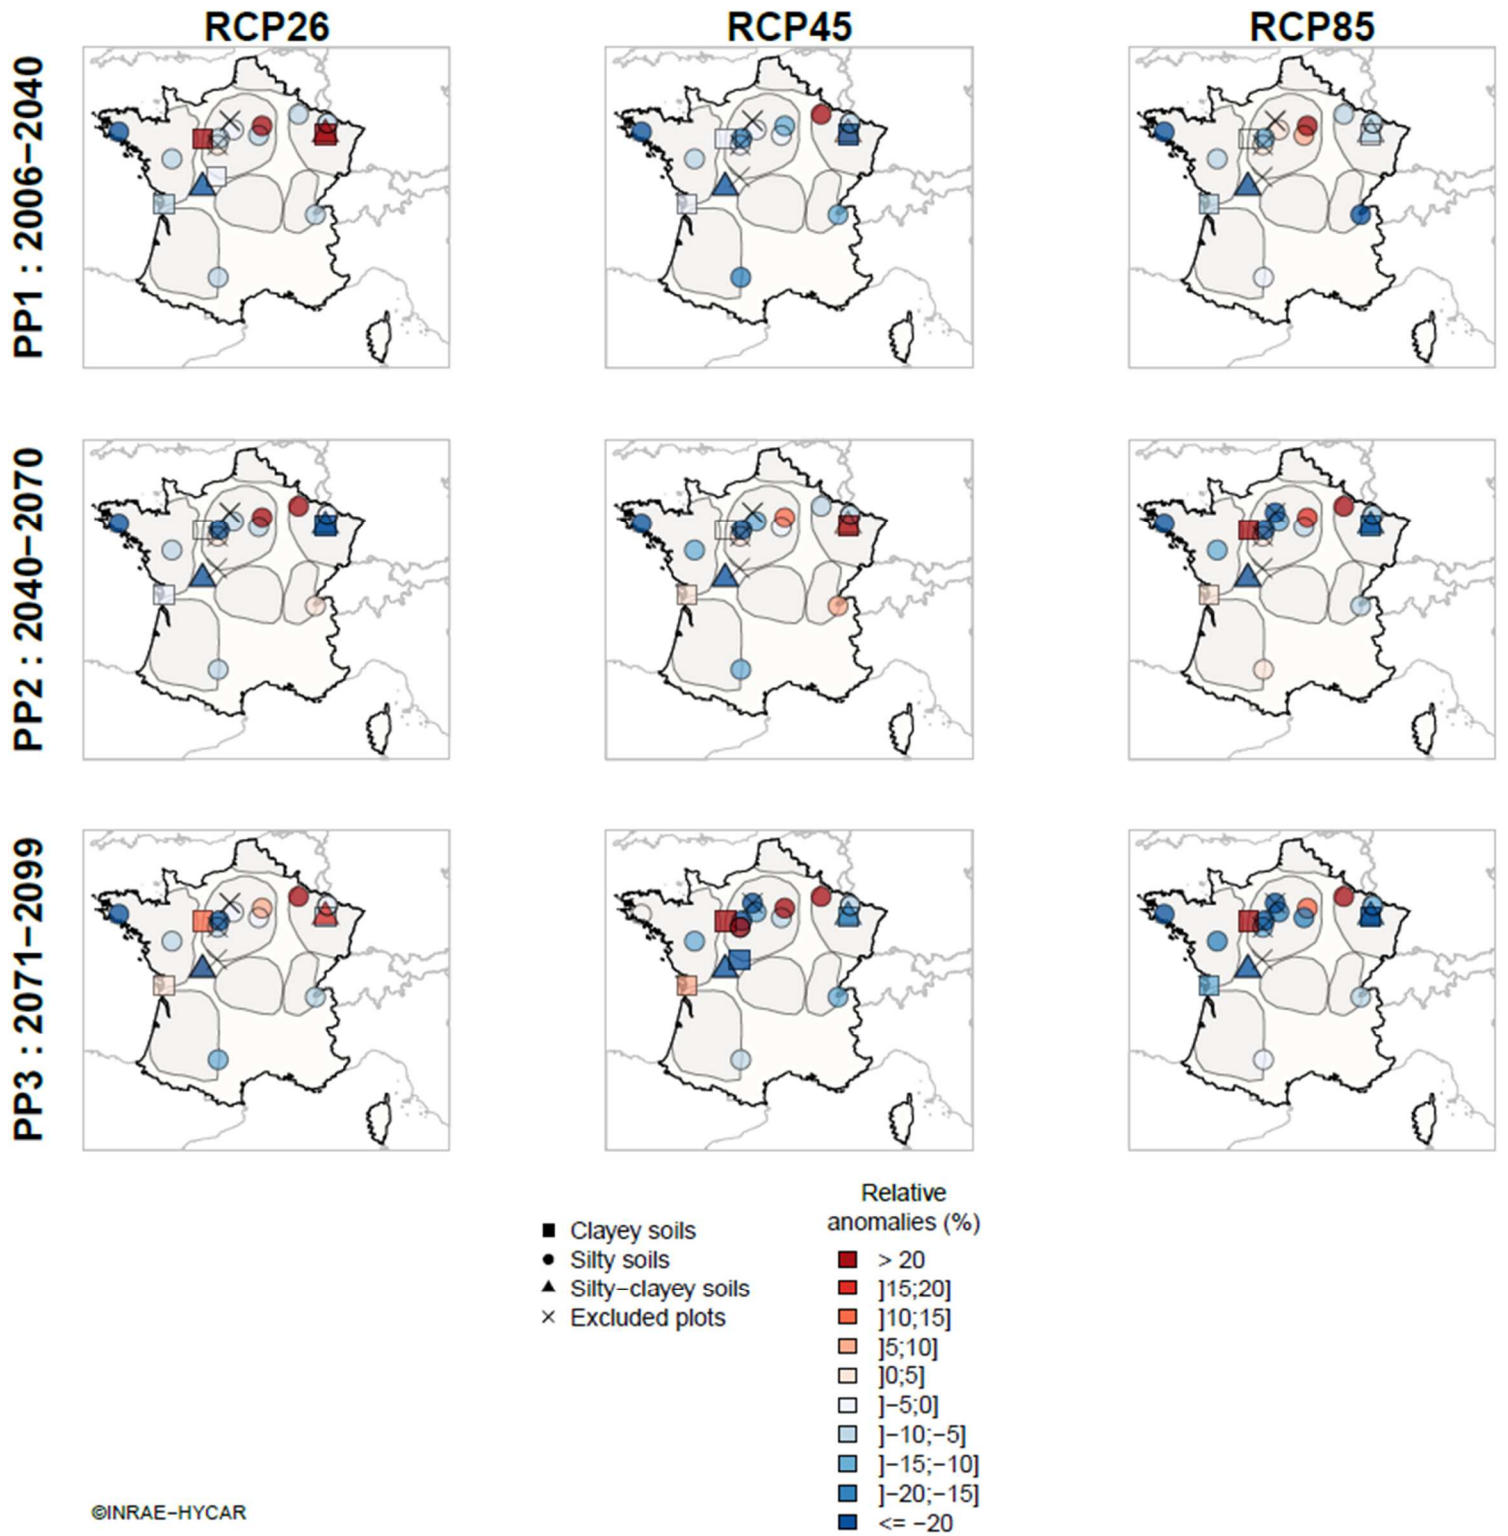 RCP26
RCP45
RCP85
PP1 : 2006−2040
PP2 : 2040−2070
PP3 : 2071−2099
Clayey soils
Silty soils
Silty−clayey soils
Excluded plots
Relative
anomalies (%)
> 20
]15;20]
]10;15]
]5;10]
]0;5]
]−5;0]
]−10;−5]
]−15;−10]
]−20;−15]
<= −20
©INRAE−HYCAR